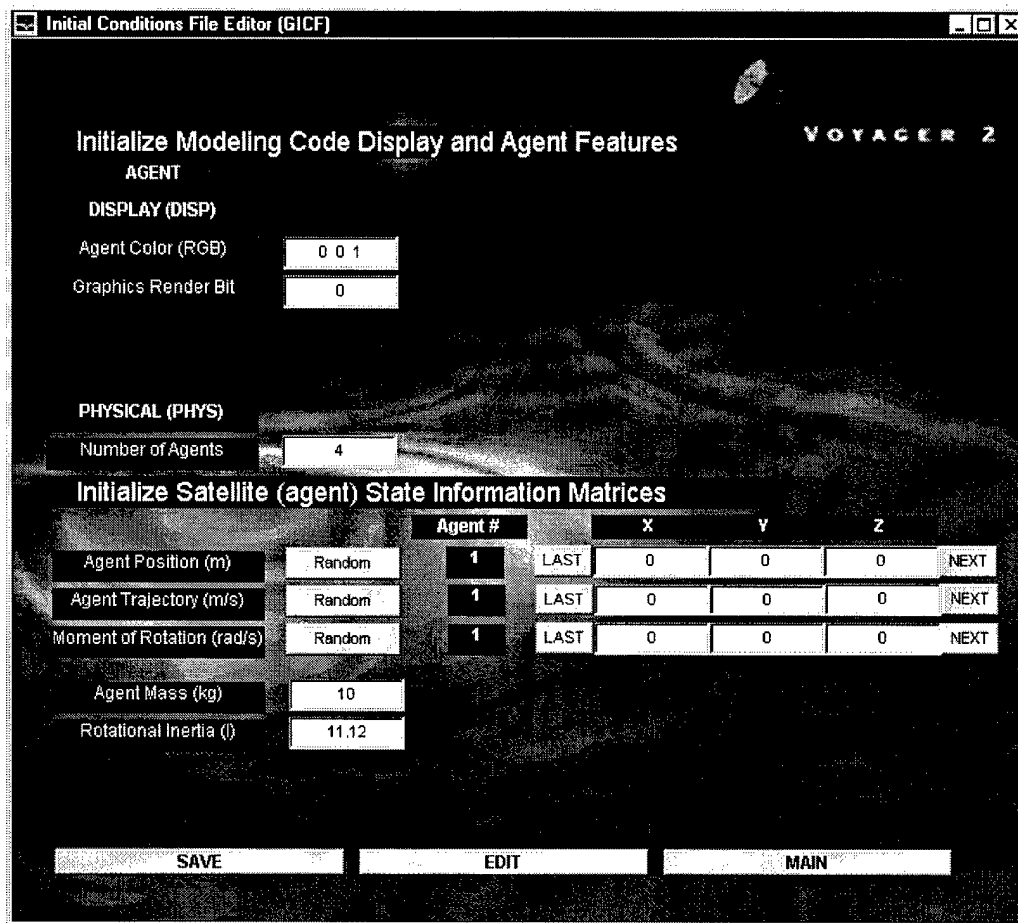 Initial Conditions File Editor (GICF)
VOYAGER 2
Initialize Modeling Code Display and Agent Features
AGENT
DISPLAY (DISP)
Agent Color (RGB) 0 0 1
Graphics Render Bit 0
PHYSICAL (PHYS)
Number of Agents 4
Initialize Satellite (agent) State Information Matrices
Agent # X Y Z
Agent Position (m) Random 1 LAST 0 0 0 NEXT
Agent Trajectory (m/s) Random 1 LAST 0 0 0 NEXT
Moment of Rotation (rad/s) Random 1 LAST 0 0 0 NEXT
Agent Mass (kg) 10
Rotational Inertia (I) 11.12
SAVE EDIT MAIN